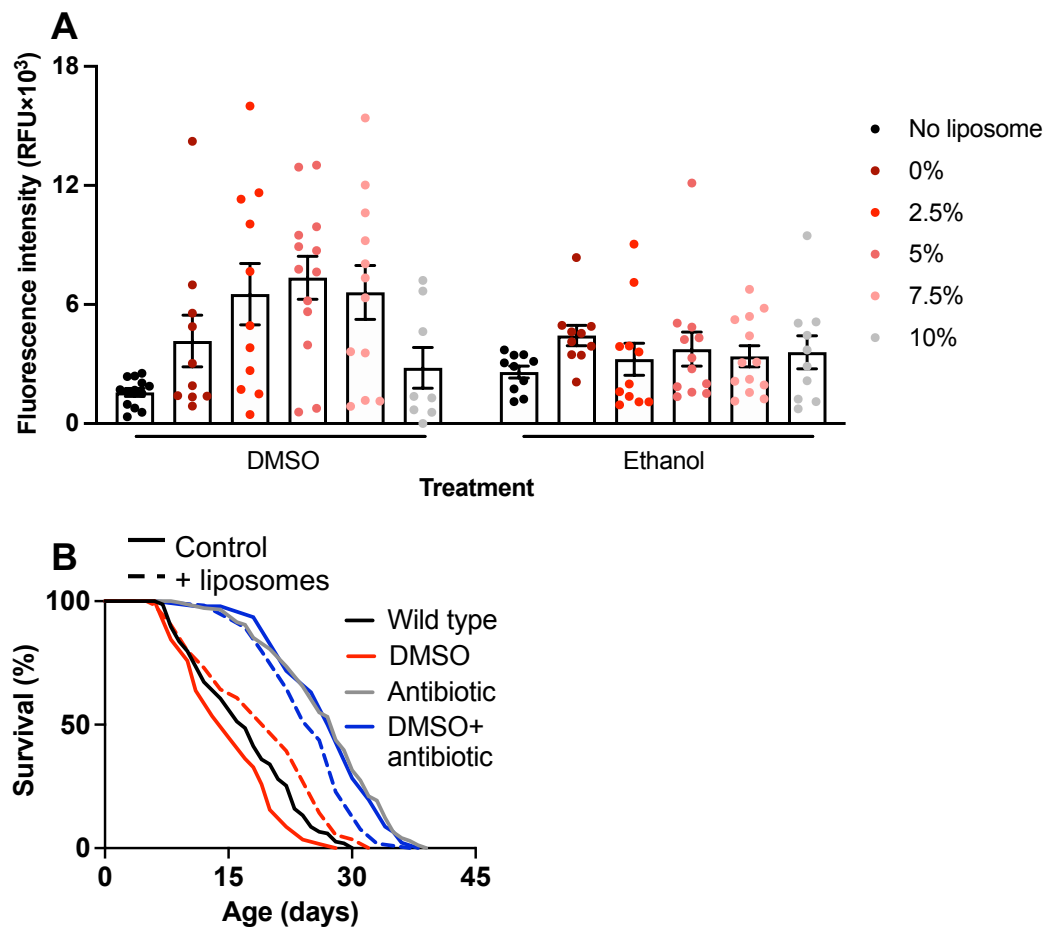 A
Fluorescence intensity (RFU×10³)
18
12
6
0
DMSO
Ethanol
Treatment
No liposome
0%
2.5%
5%
7.5%
10%
B
Control
+ liposomes
Survival (%)
100
50
0
Wild type
DMSO
Antibiotic
DMSO+
antibiotic
0
15
30
45
Age (days)